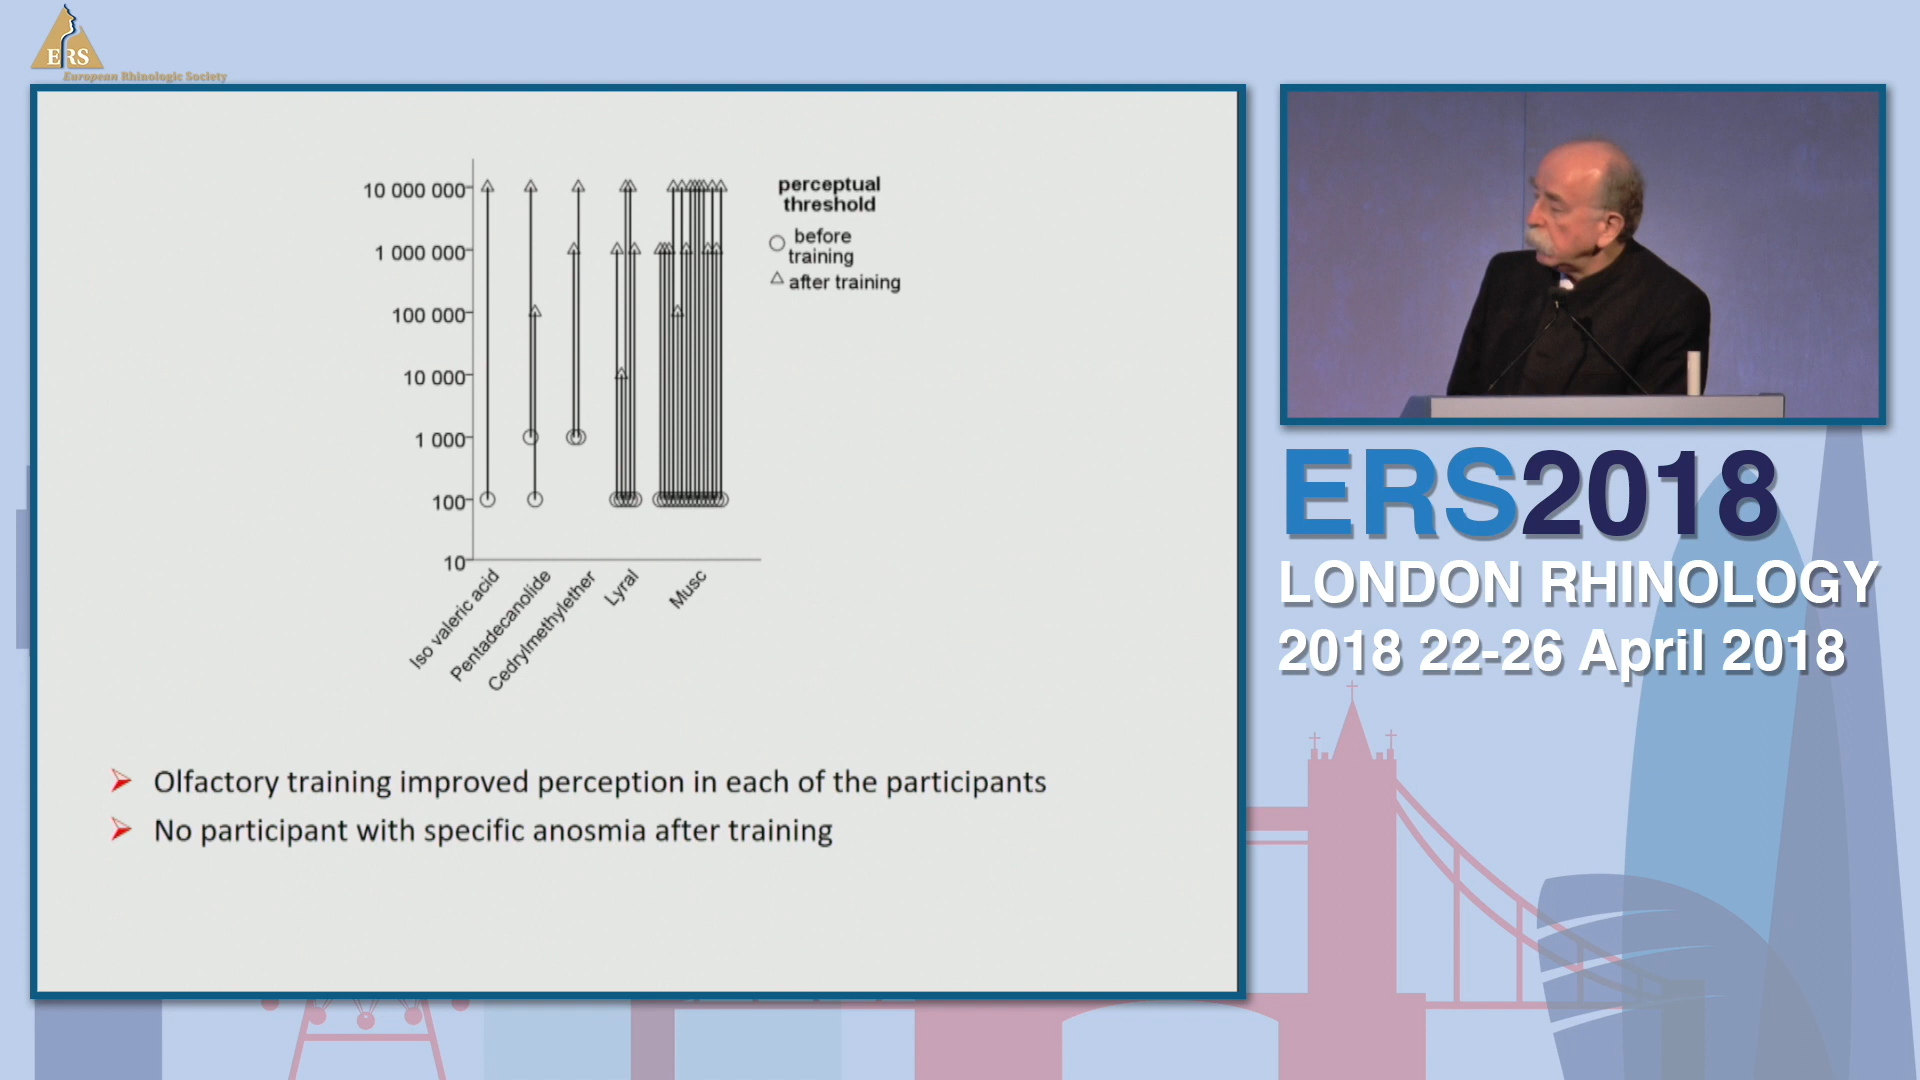 ERS
European Rhinologic Society
10 000 000
1 000 000
100 000
10 000
1 000
100
10
Iso valeric acid
Pentadecanolide
Cedrylmethylether
Lyral
Musc
perceptual
threshold
before
training
after training
Olfactory training improved perception in each of the participants
No participant with specific anosmia after training
ERS2018
LONDON RHINOLOGY
2018 22-26 April 2018